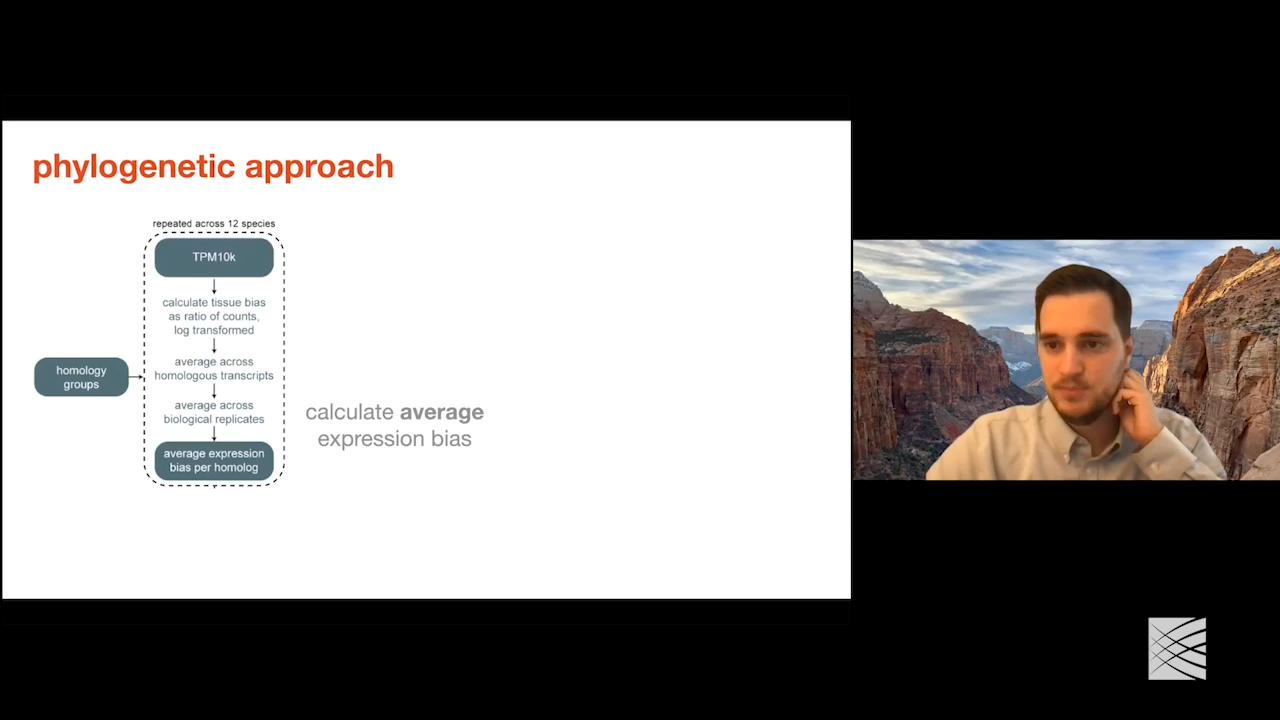 phylogenetic approach
repeated across 12 species
TPM10k
calculate tissue bias
as ratio of counts,
log transformed
average across
homologous transcripts
homology
groups
average across
biological replicates
average expression
bias per homolog
calculate average
expression bias